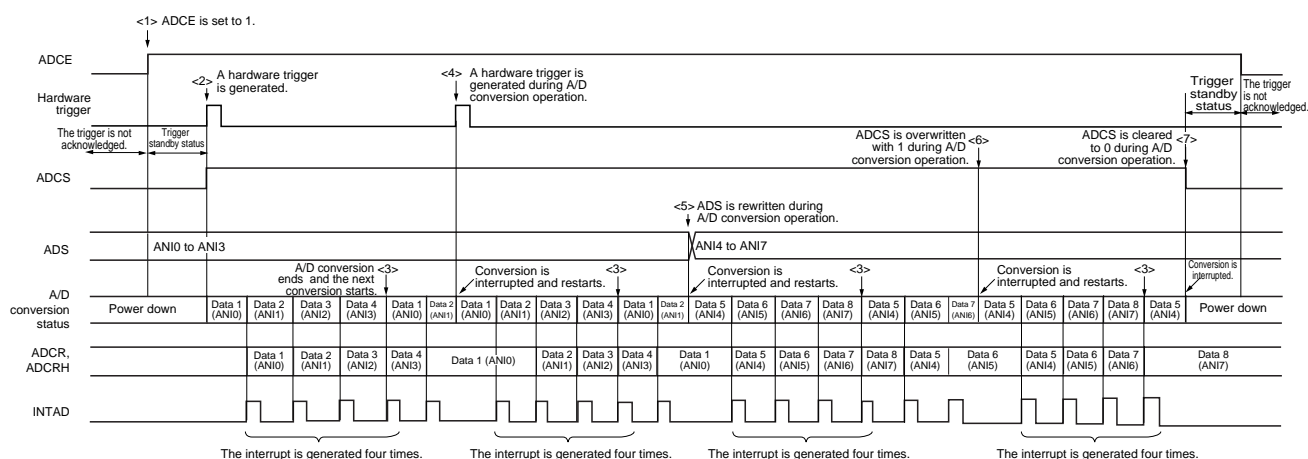 <1> ADCE is set to 1.
ADCE
<2> A hardware trigger
is generated.
<4> A hardware trigger is
generated during A/D
conversion operation.
Trigger
standby
status
The trigger
is not
acknowledged.
Hardware
trigger
The trigger is not
acknowledged.
Trigger
standby status
ADCS is overwritten
with 1 during A/D
conversion operation.
<6>
ADCS is cleared
to 0 during A/D
conversion operation.
<7>
ADCS
<5> ADS is rewritten during
A/D conversion operation.
ADS
ANI0 to ANI3
ANI4 to ANI7
A/D conversion
ends and the next
conversion starts.
<3>
Conversion is
interrupted and restarts.
<3>
Conversion is
interrupted and restarts.
<3>
Conversion is
interrupted and restarts.
<3>
Conversion is
interrupted.
A/D
conversion
status
Power down
Data 1 Data 2 Data 3 Data 4 Data 1 Data 2 Data 1 Data 2 Data 3 Data 4 Data 1 Data 2 Data 5 Data 6 Data 7 Data 8 Data 5 Data 6 Data 7 Data 5 Data 6 Data 7 Data 8 Data 5
(ANI0) (ANI1) (ANI2) (ANI3) (ANI0) (ANI1) (ANI0) (ANI1) (ANI2) (ANI3) (ANI0) (ANI1) (ANI4) (ANI5) (ANI6) (ANI7) (ANI4) (ANI5) (ANI6) (ANI4) (ANI5) (ANI6) (ANI7) (ANI4)
Power down
ADCR,
ADCRH
Data 1 Data 2 Data 3 Data 4
(ANI0) (ANI1) (ANI2) (ANI3)
Data 1 (ANI0)
Data 2 Data 3 Data 4 Data 1 Data 5 Data 6 Data 7 Data 8 Data 5 Data 6 Data 5 Data 6 Data 7 Data 8
(ANI1) (ANI2) (ANI3) (ANI0) (ANI4) (ANI5) (ANI6) (ANI7) (ANI4) (ANI5) (ANI4) (ANI5) (ANI6) (ANI7)
INTAD
The interrupt is generated four times.
The interrupt is generated four times.
The interrupt is generated four times.
The interrupt is generated four times.